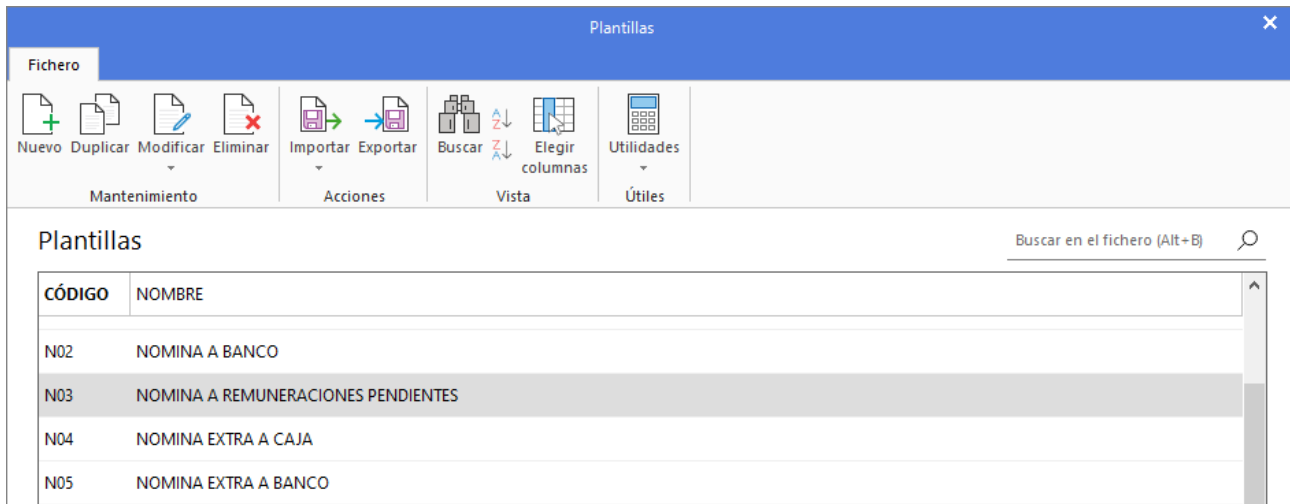 Plantillas
Fichero
Nuevo Duplicar Modificar Eliminar Importar Exportar Buscar Elegir columnas Utilidades
Mantenimiento Acciones Vista Útiles
Plantillas
Buscar en el fichero (Alt+B)
CÓDIGO NOMBRE
N02 NOMINA A BANCO
N03 NOMINA A REMUNERACIONES PENDIENTES
N04 NOMINA EXTRA A CAJA
N05 NOMINA EXTRA A BANCO